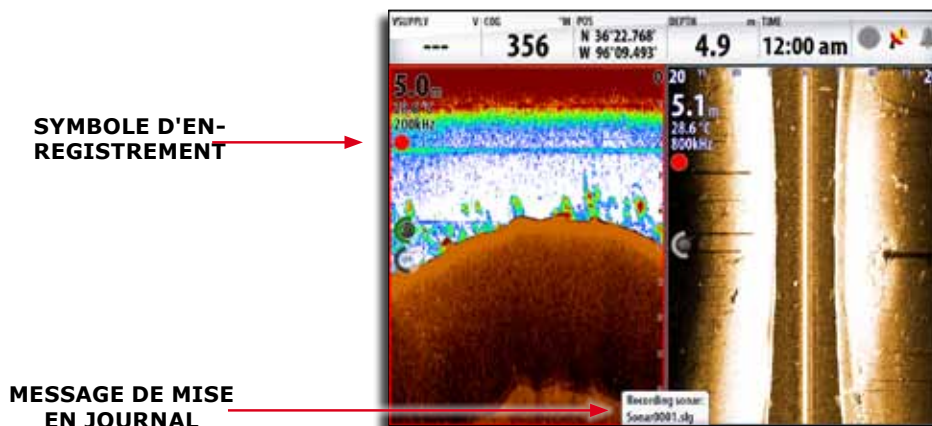 VSUPPLY V COG °M POS DEPTH m TIME
--- 356 N 36°22.768' 4.9 12:00 am
W 96°09.493'
5.0m
200kHz
20
5.1m
28.6°C
800kHz
SYMBOLE D'EN-
REGISTREMENT
MESSAGE DE MISE
EN JOURNAL
Recording sonar:
Sonar0001.slg